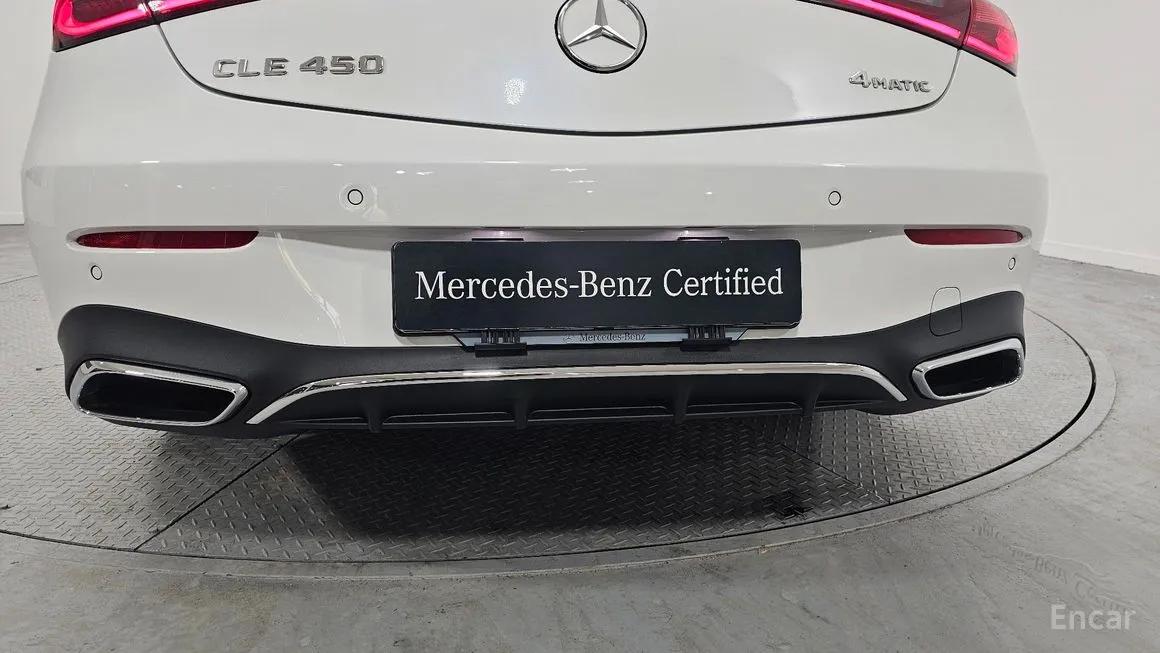 CLE 450
4MATIC
Mercedes-Benz Certified
Mercedes-Benz
Encar